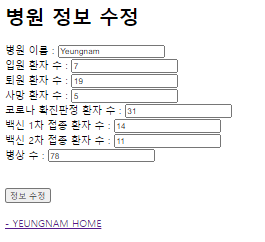 병원 정보 수정
병원 이름 : Yeungnam
입원 환자 수 : 7
퇴원 환자 수 : 19
사망 환자 수 : 5
코로나 확진판정 환자 수 : 31
백신 1차 접종 환자 수 : 14
백신 2차 접종 환자 수 : 11
병상 수 : 78
정보 수정
- YEUNGNAM HOME